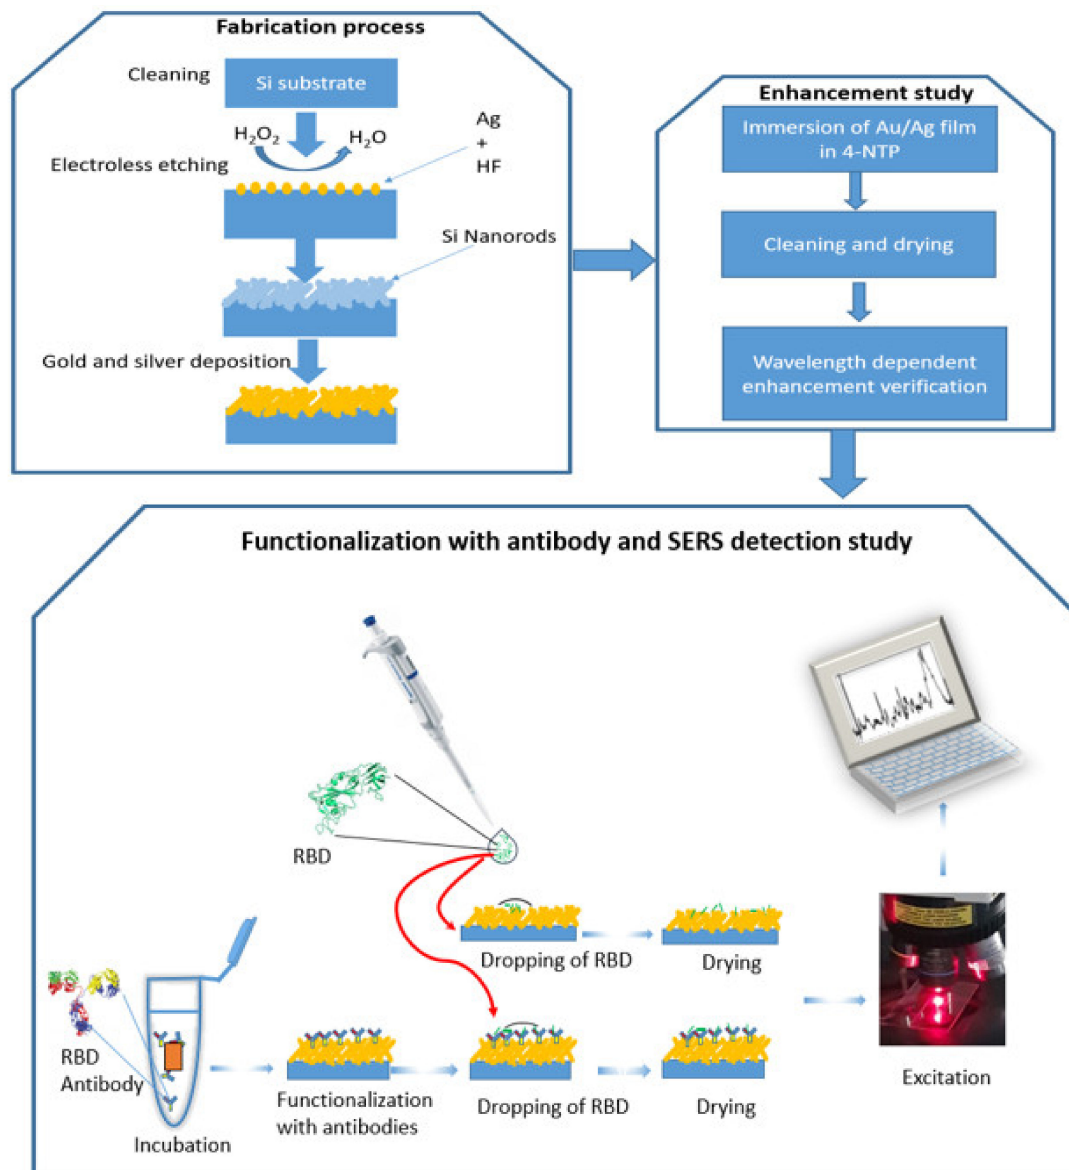 Fabrication process
Cleaning
Si substrate
H₂O₂
H₂O
Ag
+
HF
Electroless etching
Si Nanorods
Gold and silver deposition
Enhancement study
Immersion of Au/Ag film
in 4-NTP
Cleaning and drying
Wavelength dependent
enhancement verification
Functionalization with antibody and SERS detection study
RBD
Dropping of RBD
Drying
RBD
Antibody
Incubation
Functionalization
with antibodies
Dropping of RBD
Drying
Excitation